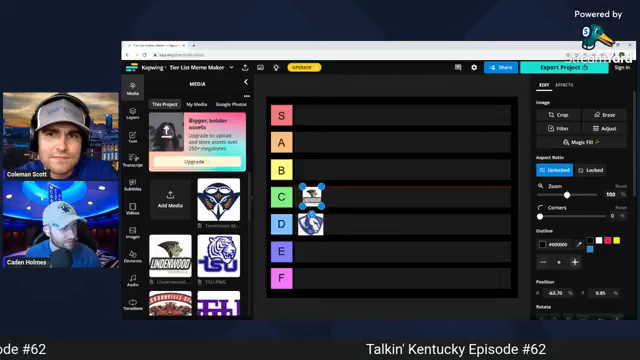 Powered by
StreamYard
Tier List Meme Maker
Kapwing
Tier List Meme Maker
UPGRADE
Share
Export Project
Sign In
Media
Layers
Text
Transcript
Subtitles
Videos
Images
Elements
Audio
Transitions
MEDIA
This Project
My Media
Google Photos
Bigger, bolder
assets
Upgrade to upload
and store assets over
250+ megabytes
Upgrade
Add Media
UNDERWOOD
TSU
TSU.PNG
S
A
B
C
D
E
F
EDIT
EFFECTS
Image
Crop
Erase
Filter
Adjust
Magic Fill
Aspect Ratio
Unlocked
Locked
Zoom
100
Corners
0
Outline
#000000
Position
X
-63.70
%
Y
0.85
%
Rotate
Coleman Scott
Caden Holmes
ode #62
Talkin' Kentucky Episode #62